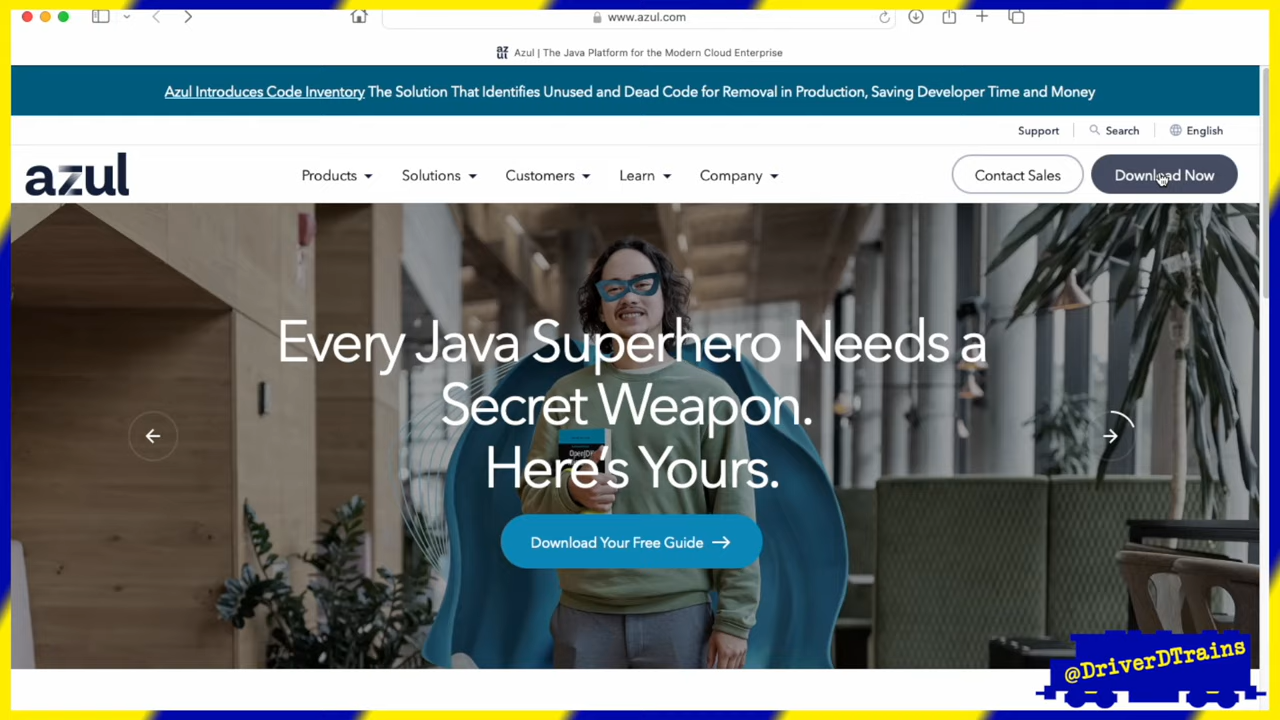 www.azul.com
azul Azul | The Java Platform for the Modern Cloud Enterprise
Azul Introduces Code Inventory The Solution That Identifies Unused and Dead Code for Removal in Production, Saving Developer Time and Money
Support Search English
azul Products Solutions Customers Learn Company Contact Sales Download Now
Every Java Superhero Needs a
Secret Weapon.
OpenJDK
Here's Yours.
Download Your Free Guide
@DriverDTrains